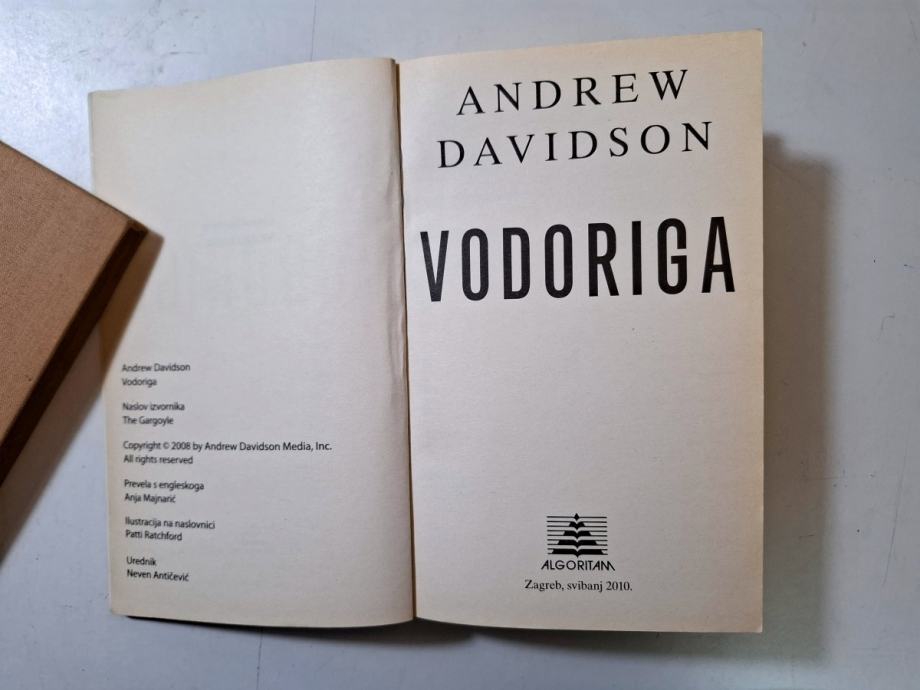 Andrew Davidson
Vodoriga
Naslov izvornika
The Gargoyle
Copyright © 2008 by Andrew Davidson Media, Inc.
All rights reserved
Prevela s engleskoga
Anja Majnarić
Ilustracija na naslovnici
Patti Ratchford
Urednik
Neven Antičević
ANDREW
DAVIDSON
VODORIGA
ALGORITAM
Zagreb, svibanj 2010.